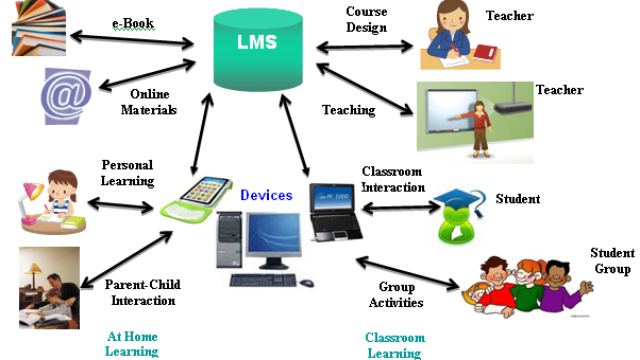 e-Book
LMS
Course
Design
Teacher
Online
Materials
Teaching
Teacher
Personal
Learning
Devices
Classroom
Interaction
Student
Parent-Child
Interaction
Group
Activities
Student
Group
At Home
Learning
Classroom
Learning